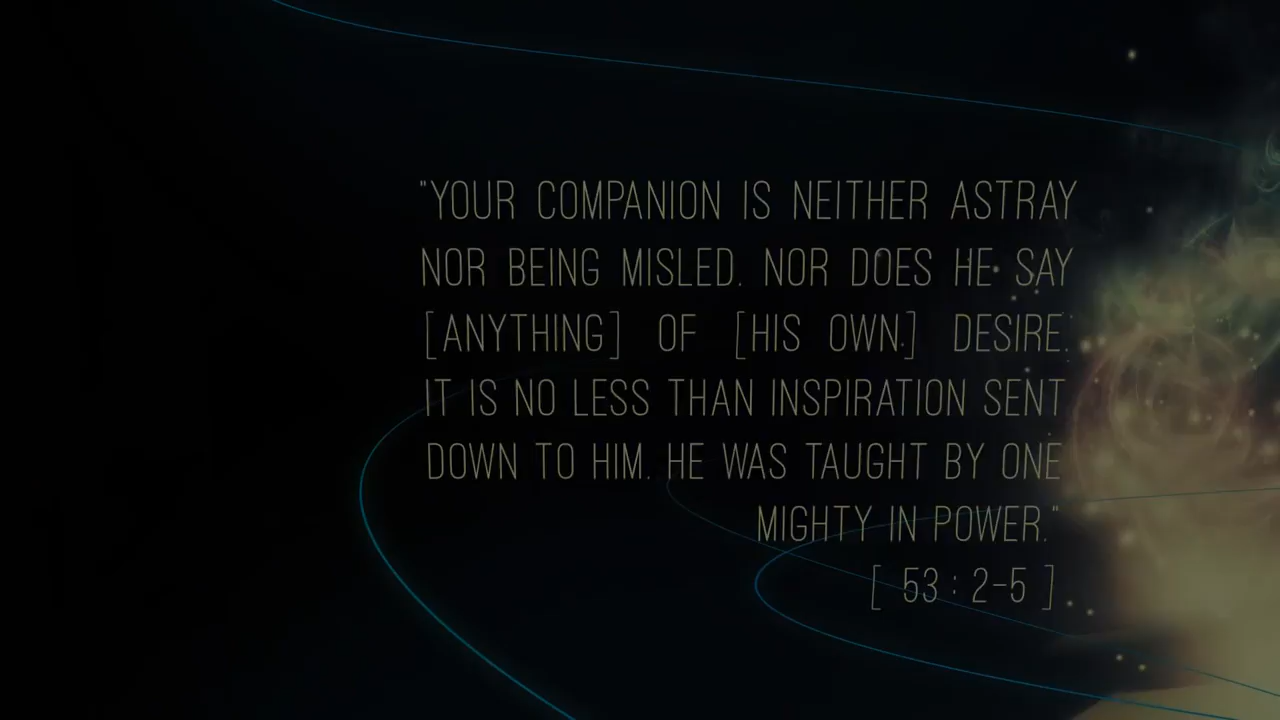 "YOUR COMPANION IS NEITHER ASTRAY
NOR BEING MISLED. NOR DOES HE SAY
[ANYTHING] OF [HIS OWN.] DESIRE.
IT IS NO LESS THAN INSPIRATION SENT
DOWN TO HIM. HE WAS TAUGHT BY ONE
MIGHTY IN POWER."
[ 53 : 2-5 ]